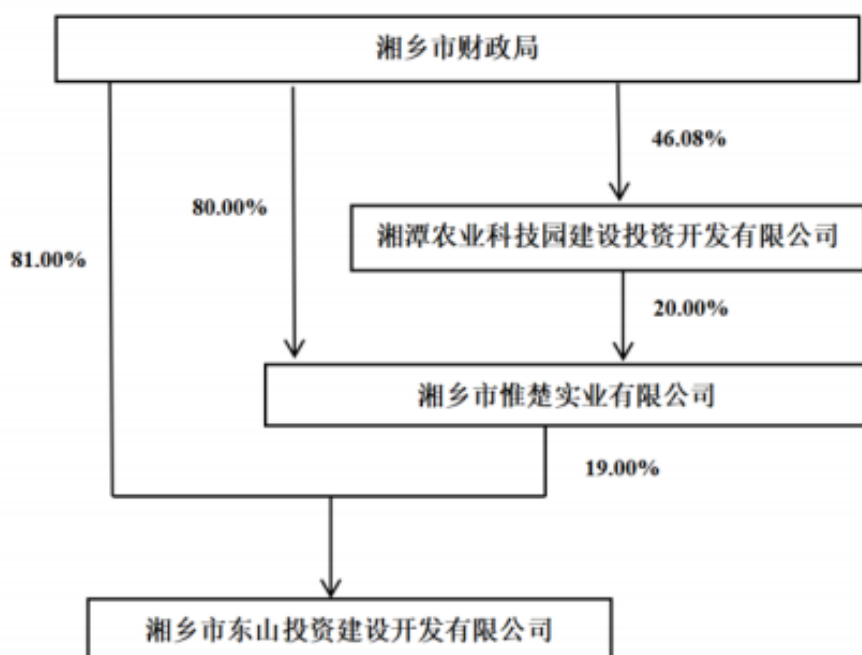 湘乡市财政局
46.08%
80.00%
湘潭农业科技园建设投资开发有限公司
81.00%
20.00%
湘乡市惟楚实业有限公司
19.00%
湘乡市东山投资建设开发有限公司